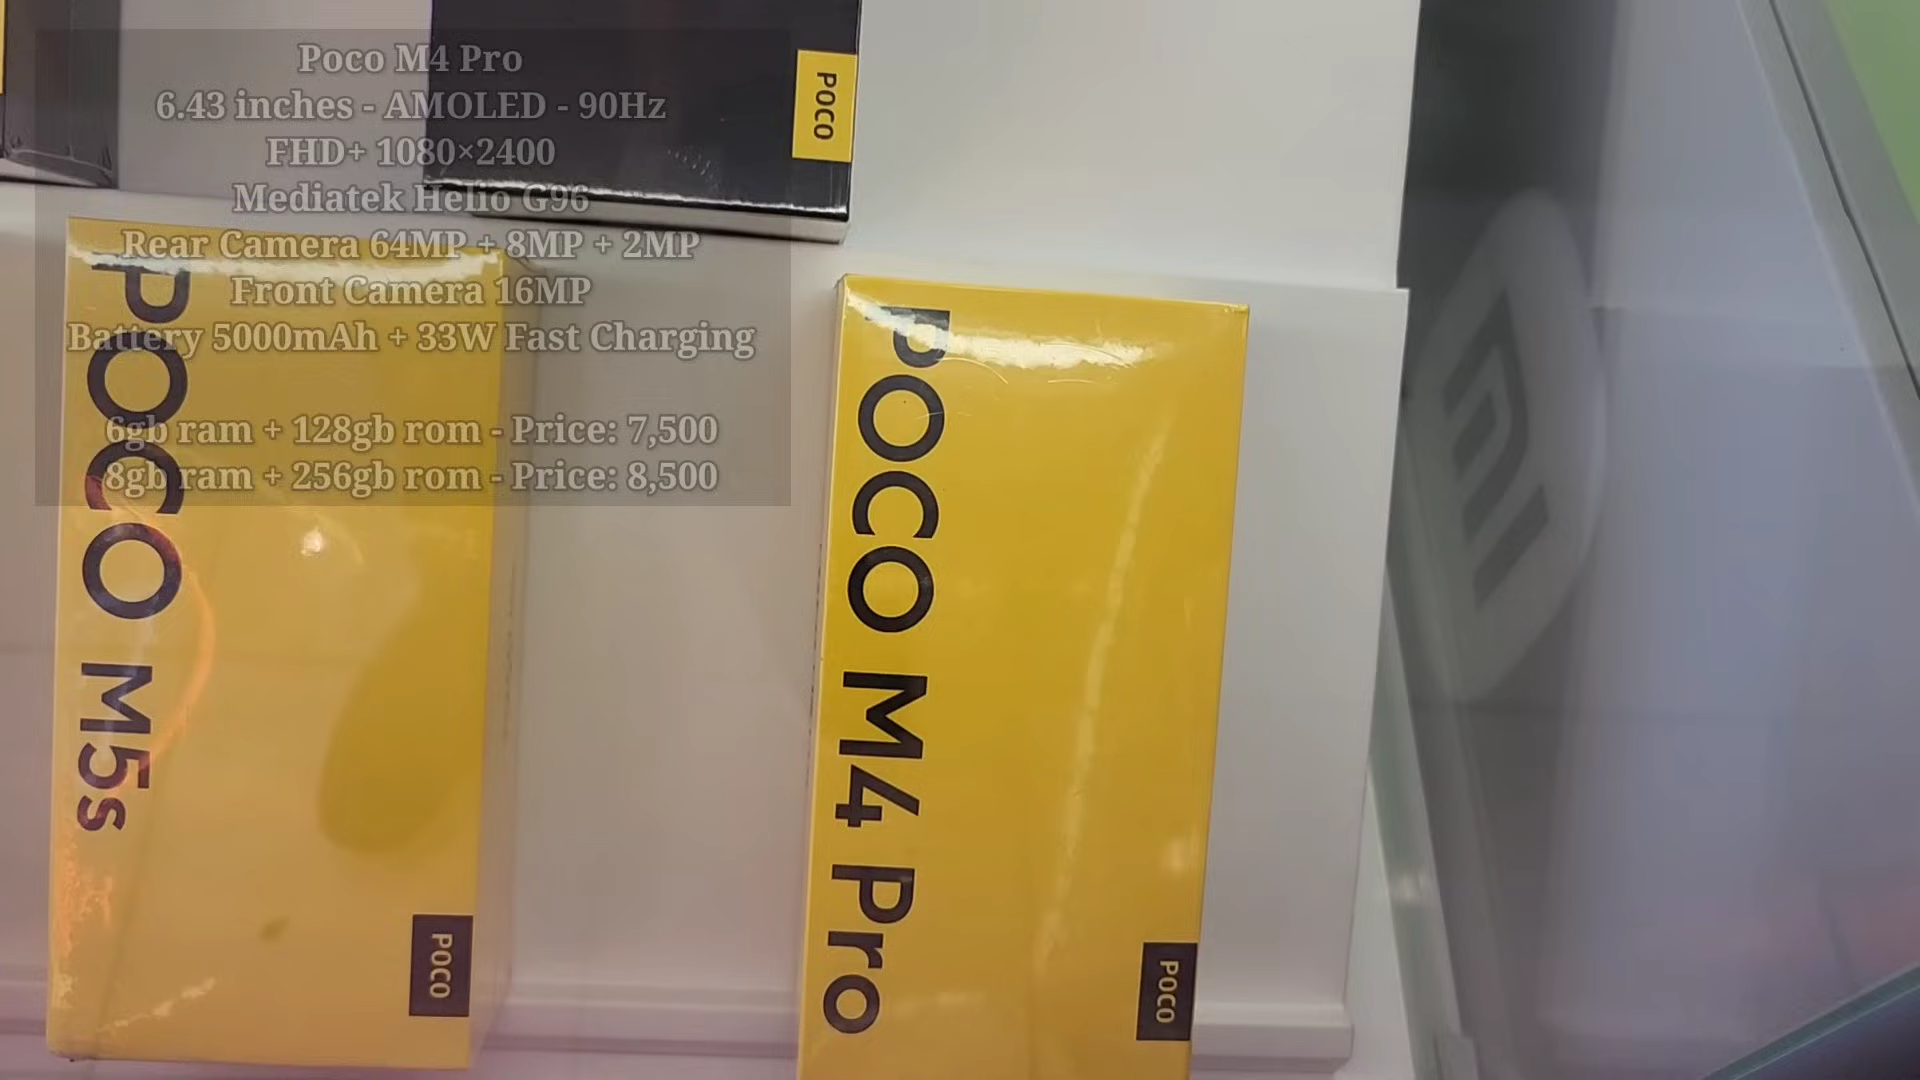 Poco M4 Pro
6.43 inches - AMOLED - 90Hz
FHD+ 1080×2400
Mediatek Helio G96
Rear Camera 64MP + 8MP + 2MP
Front Camera 16MP
Battery 5000mAh + 33W Fast Charging
6gb ram + 128gb rom - Price: 7,500
8gb ram + 256gb rom - Price: 8,500
POCO
POCO M5s
POCO
POCO M4 Pro
POCO